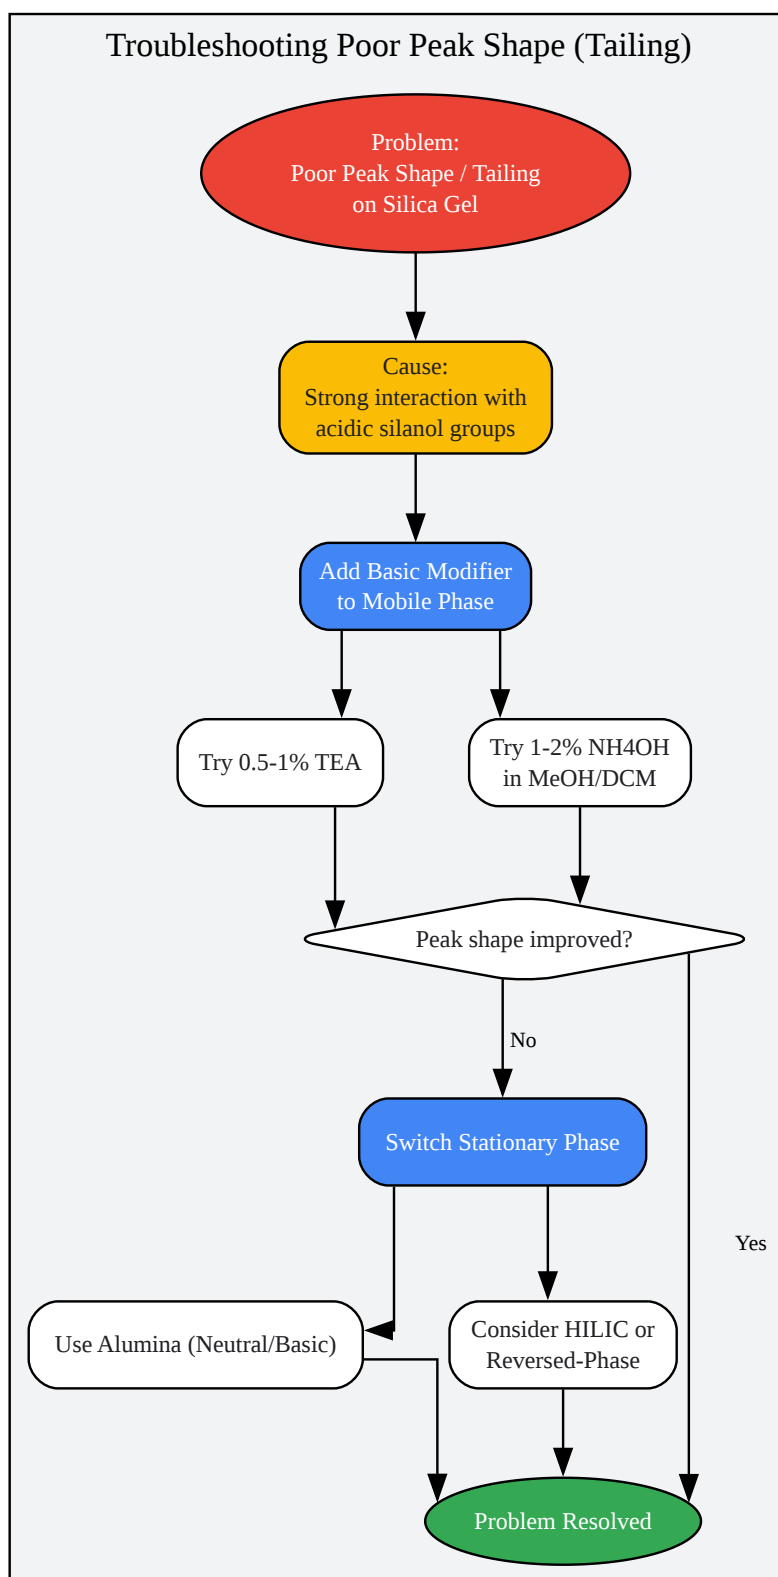 Troubleshooting Poor Peak Shape (Tailing)
Problem:
Poor Peak Shape / Tailing
on Silica Gel
Cause:
Strong interaction with
acidic silanol groups
Add Basic Modifier
to Mobile Phase
Try 0.5-1% TEA
Try 1-2% NH4OH
in MeOH/DCM
Peak shape improved?
No
Switch Stationary Phase
Yes
Use Alumina (Neutral/Basic)
Consider HILIC or
Reversed-Phase
Problem Resolved